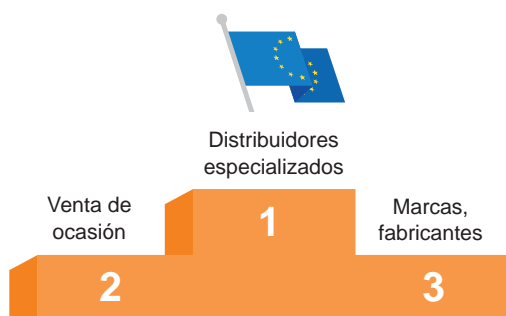 Distribuidores
especializados
1
Venta de
ocasión
2
Marcas,
fabricantes
3